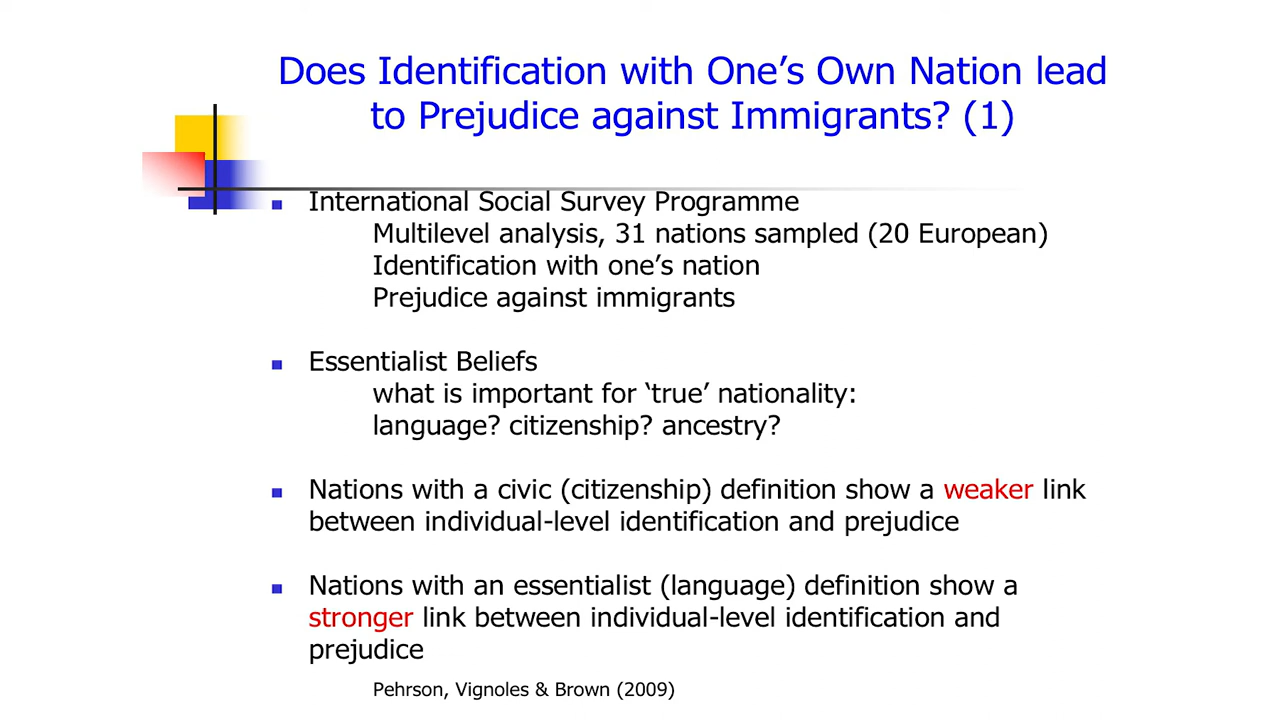 Does Identification with One’s Own Nation lead
to Prejudice against Immigrants? (1)
International Social Survey Programme
Multilevel analysis, 31 nations sampled (20 European)
Identification with one’s nation
Prejudice against immigrants
Essentialist Beliefs
what is important for ‘true’ nationality:
language? citizenship? ancestry?
Nations with a civic (citizenship) definition show a weaker link
between individual-level identification and prejudice
Nations with an essentialist (language) definition show a
stronger link between individual-level identification and
prejudice
Pehrson, Vignoles & Brown (2009)